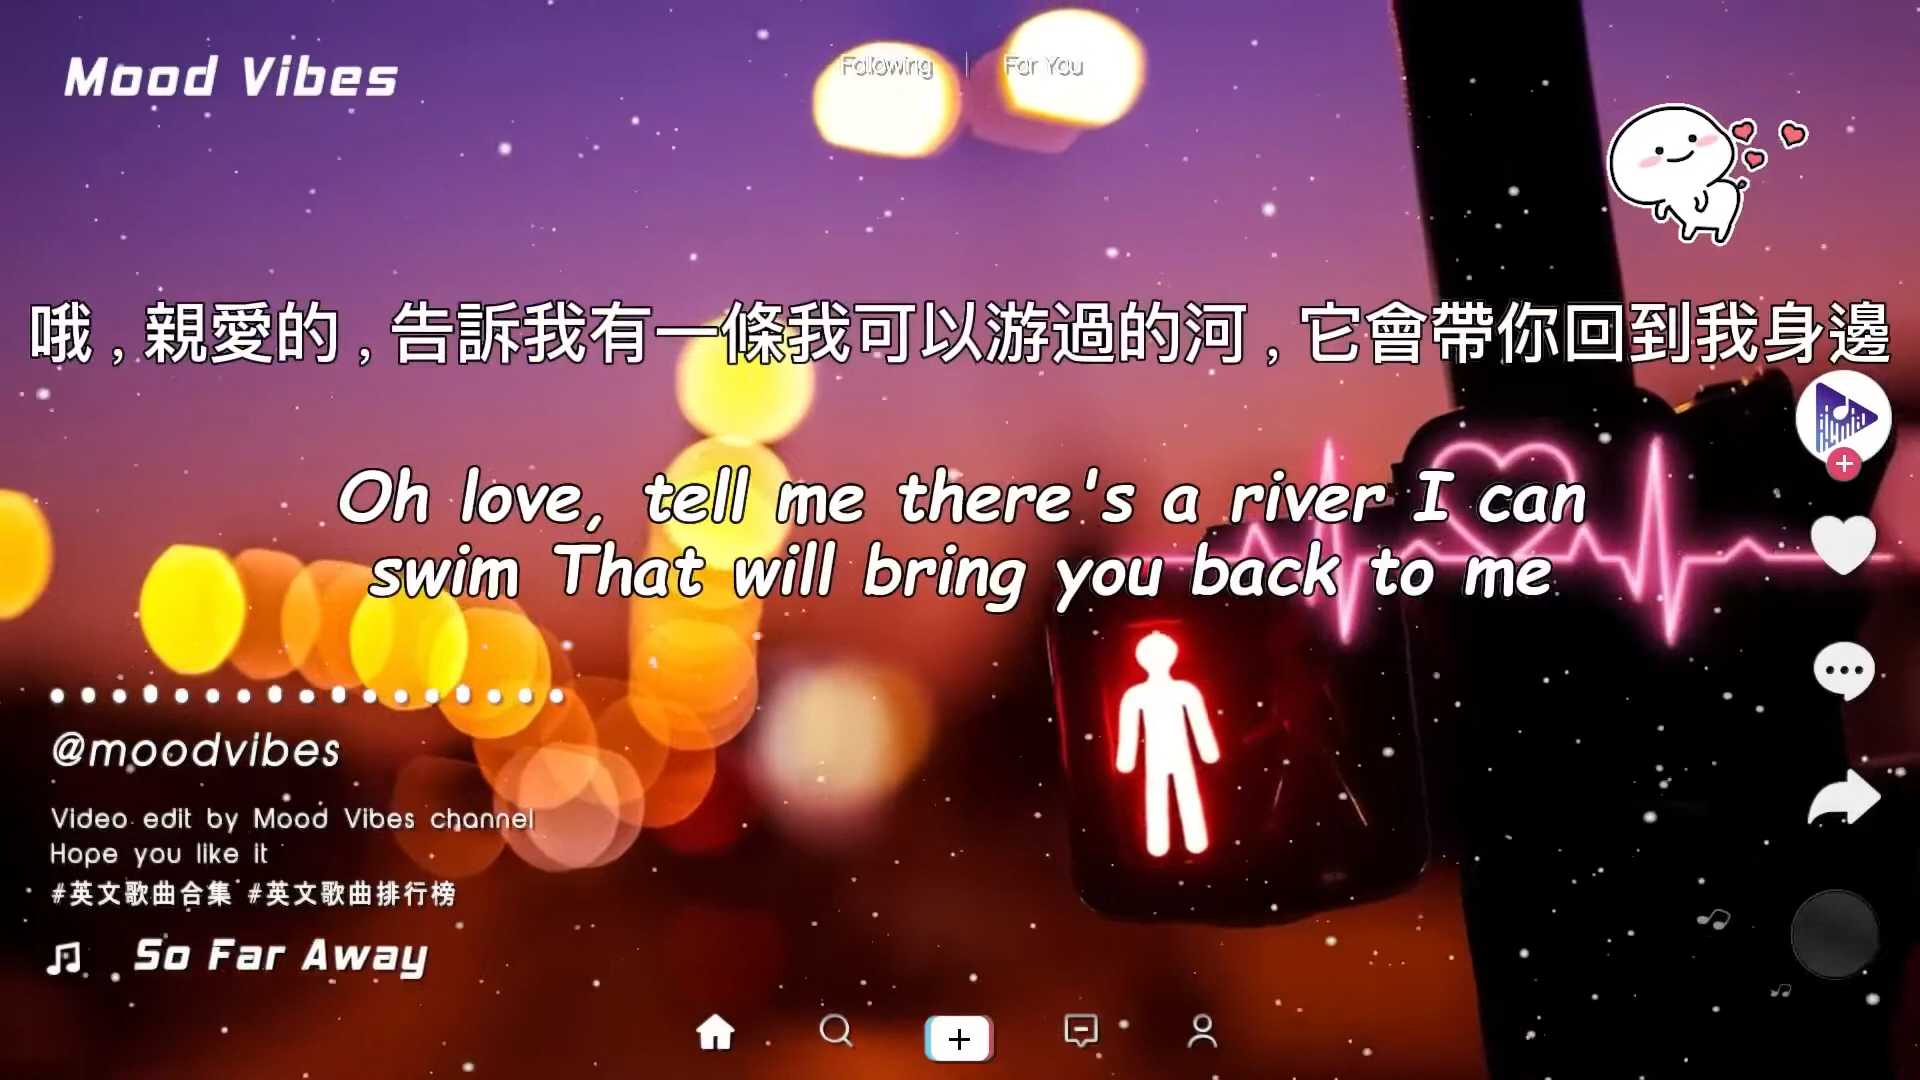 Mood Vibes
Following | For You
哦,親愛的,告訴我有一條我可以游過的河,它會帶你回到我身邊
Oh love, tell me there's a river I can
swim That will bring you back to me
@moodvibes
Video edit by Mood Vibes channel
Hope you like it
#英文歌曲合集 #英文歌曲排行榜
So Far Away